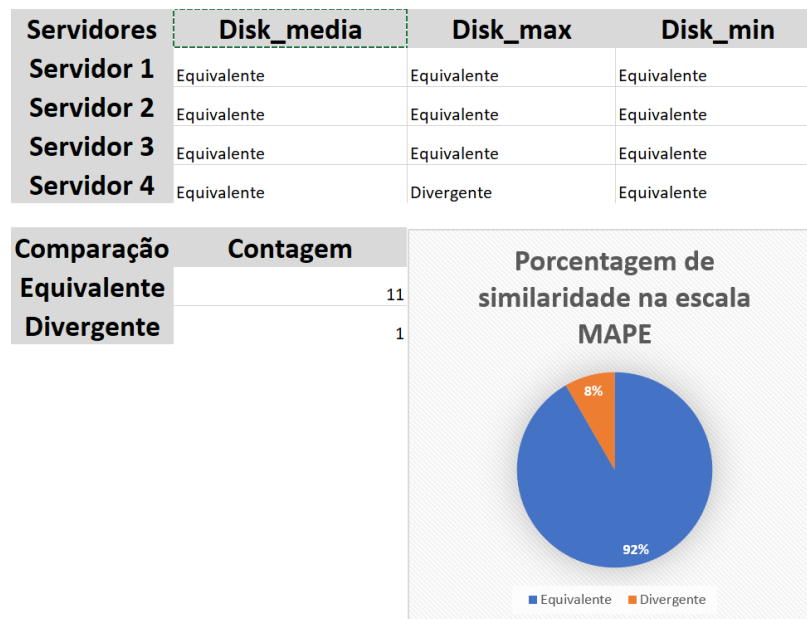 Servidores Disk_media Disk_max Disk_min
Servidor 1 Equivalente Equivalente Equivalente
Servidor 2 Equivalente Equivalente Equivalente
Servidor 3 Equivalente Equivalente Equivalente
Servidor 4 Equivalente Divergente Equivalente
Comparação Contagem
Equivalente 11
Divergente 1
Porcentagem de
similaridade na escala
MAPE
8%
92%
Equivalente Divergente